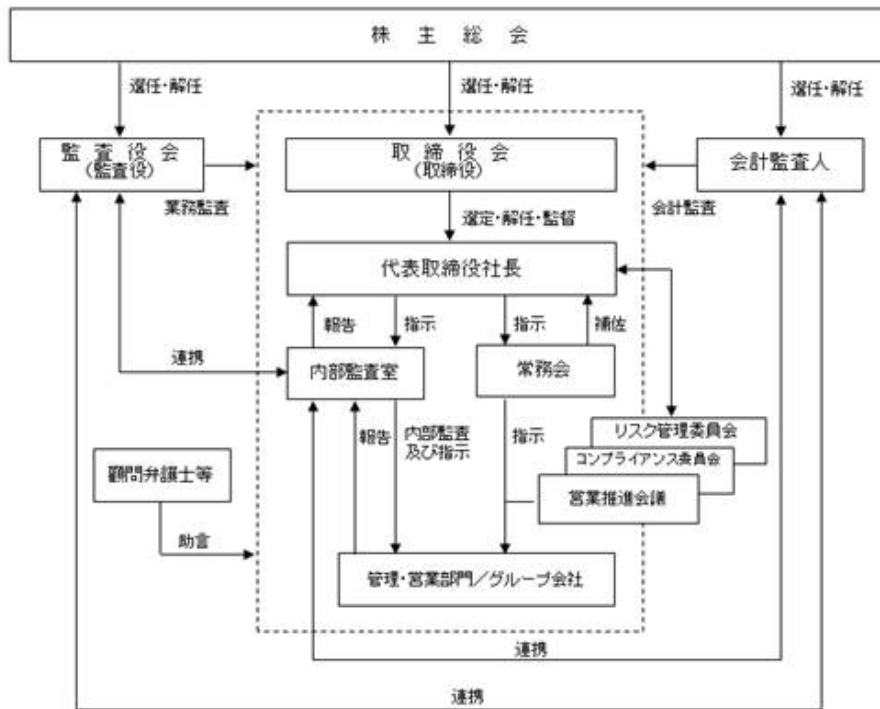 株主総会
選任・解任
選任・解任
選任・解任
監査役会
(監査役)
取締役会
(取締役)
会計監査人
業務監査
会計監査
選定・解任・監督
代表取締役社長
報告
指示
指示
補佐
連携
内部監査室
常務会
報告
内部監査
及び指示
指示
リスク管理委員会
コンプライアンス委員会
営業推進会議
顧問弁護士等
助言
管理・営業部門／グループ会社
連携
連携